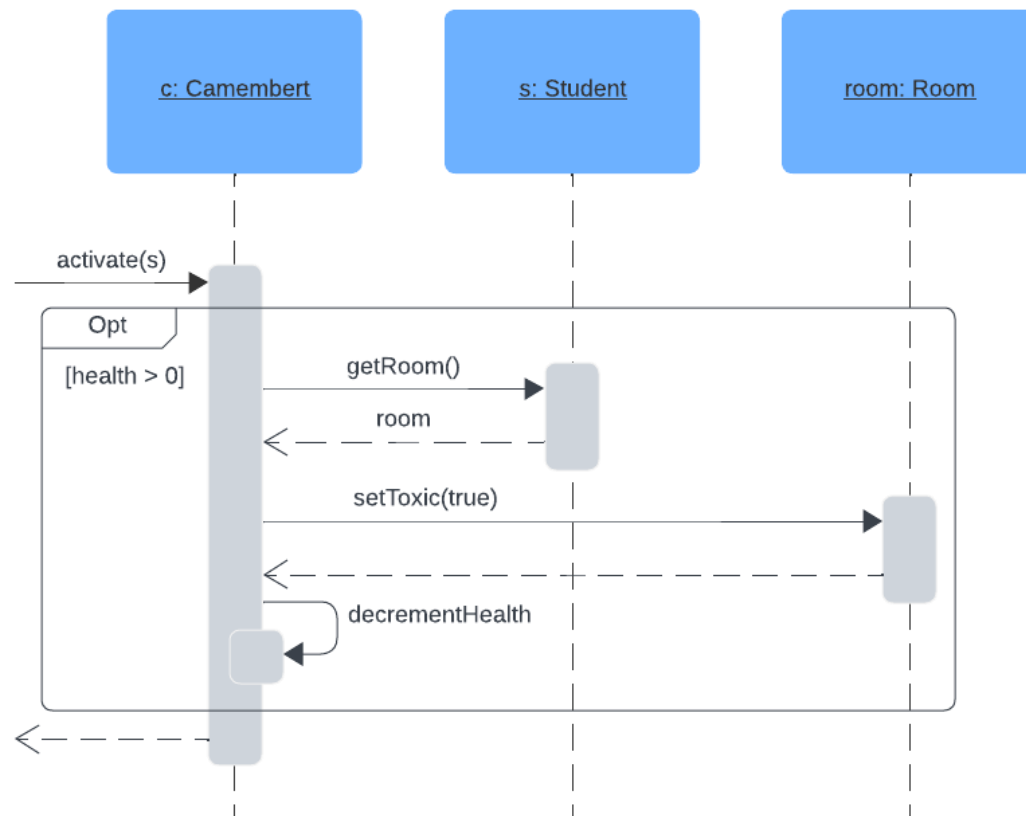 c: Camembert
s: Student
room: Room
activate(s)
Opt
[health > 0]
getRoom()
room
setToxic(true)
decrementHealth